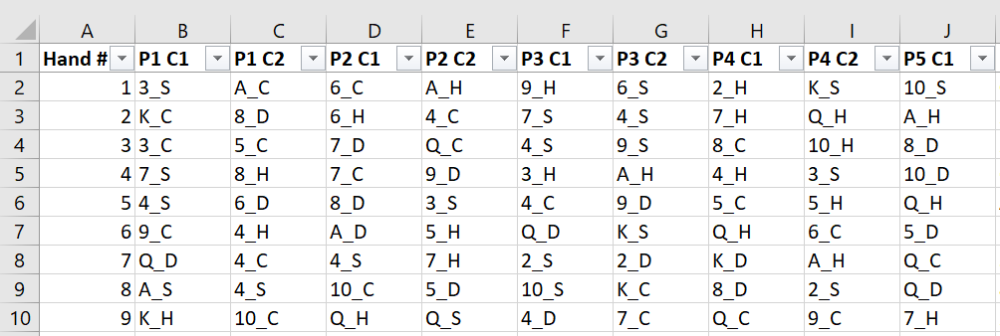 A B C D E F G H I J
1 Hand # P1 C1 P1 C2 P2 C1 P2 C2 P3 C1 P3 C2 P4 C1 P4 C2 P5 C1
2 1 3_S A_C 6_C A_H 9_H 6_S 2_H K_S 10_S
3 2 K_C 8_D 6_H 4_C 7_S 4_S 7_H Q_H A_H
4 3 3_C 5_C 7_D Q_C 4_S 9_S 8_C 10_H 8_D
5 4 7_S 8_H 7_C 9_D 3_H A_H 4_H 3_S 10_D
6 5 4_S 6_D 8_D 3_S 4_C 9_D 5_C 5_H Q_H
7 6 9_C 4_H A_D 5_H Q_D K_S Q_H 6_C 5_D
8 7 Q_D 4_C 4_S 7_H 2_S 2_D K_D A_H Q_C
9 8 A_S 4_S 10_C 5_D 10_S K_C 8_D 2_S Q_D
10 9 K_H 10_C Q_H Q_S 4_D 7_C Q_C 9_C 7_H